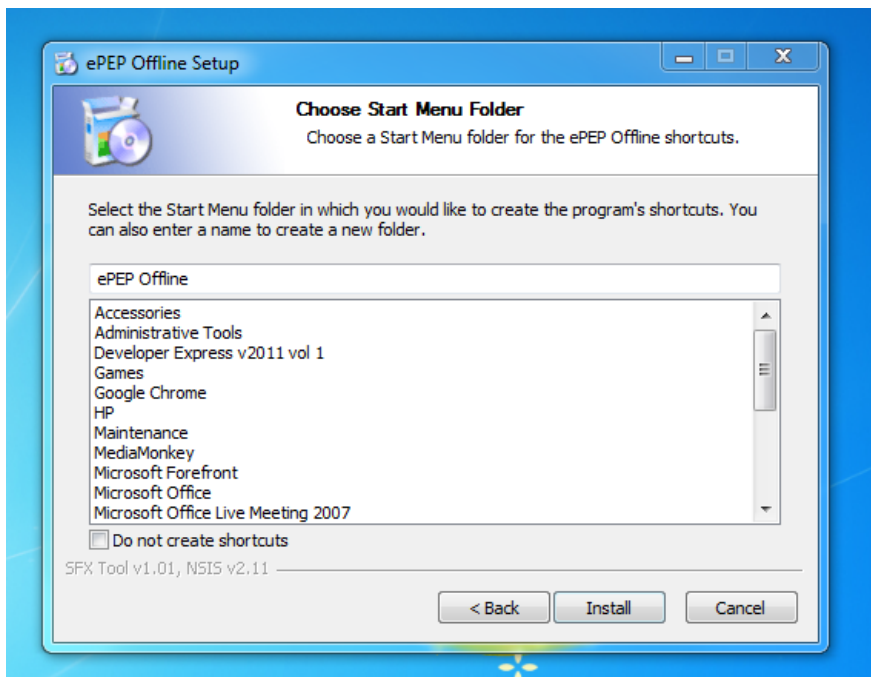 ePEP Offline Setup
Choose Start Menu Folder
Choose a Start Menu folder for the ePEP Offline shortcuts.
Select the Start Menu folder in which you would like to create the program's shortcuts. You
can also enter a name to create a new folder.
ePEP Offline
Accessories
Administrative Tools
Developer Express v2011 vol 1
Games
Google Chrome
HP
Maintenance
MediaMonkey
Microsoft Forefront
Microsoft Office
Microsoft Office Live Meeting 2007
Do not create shortcuts
SFX Tool v1.01, NSIS v2.11
< Back Install Cancel